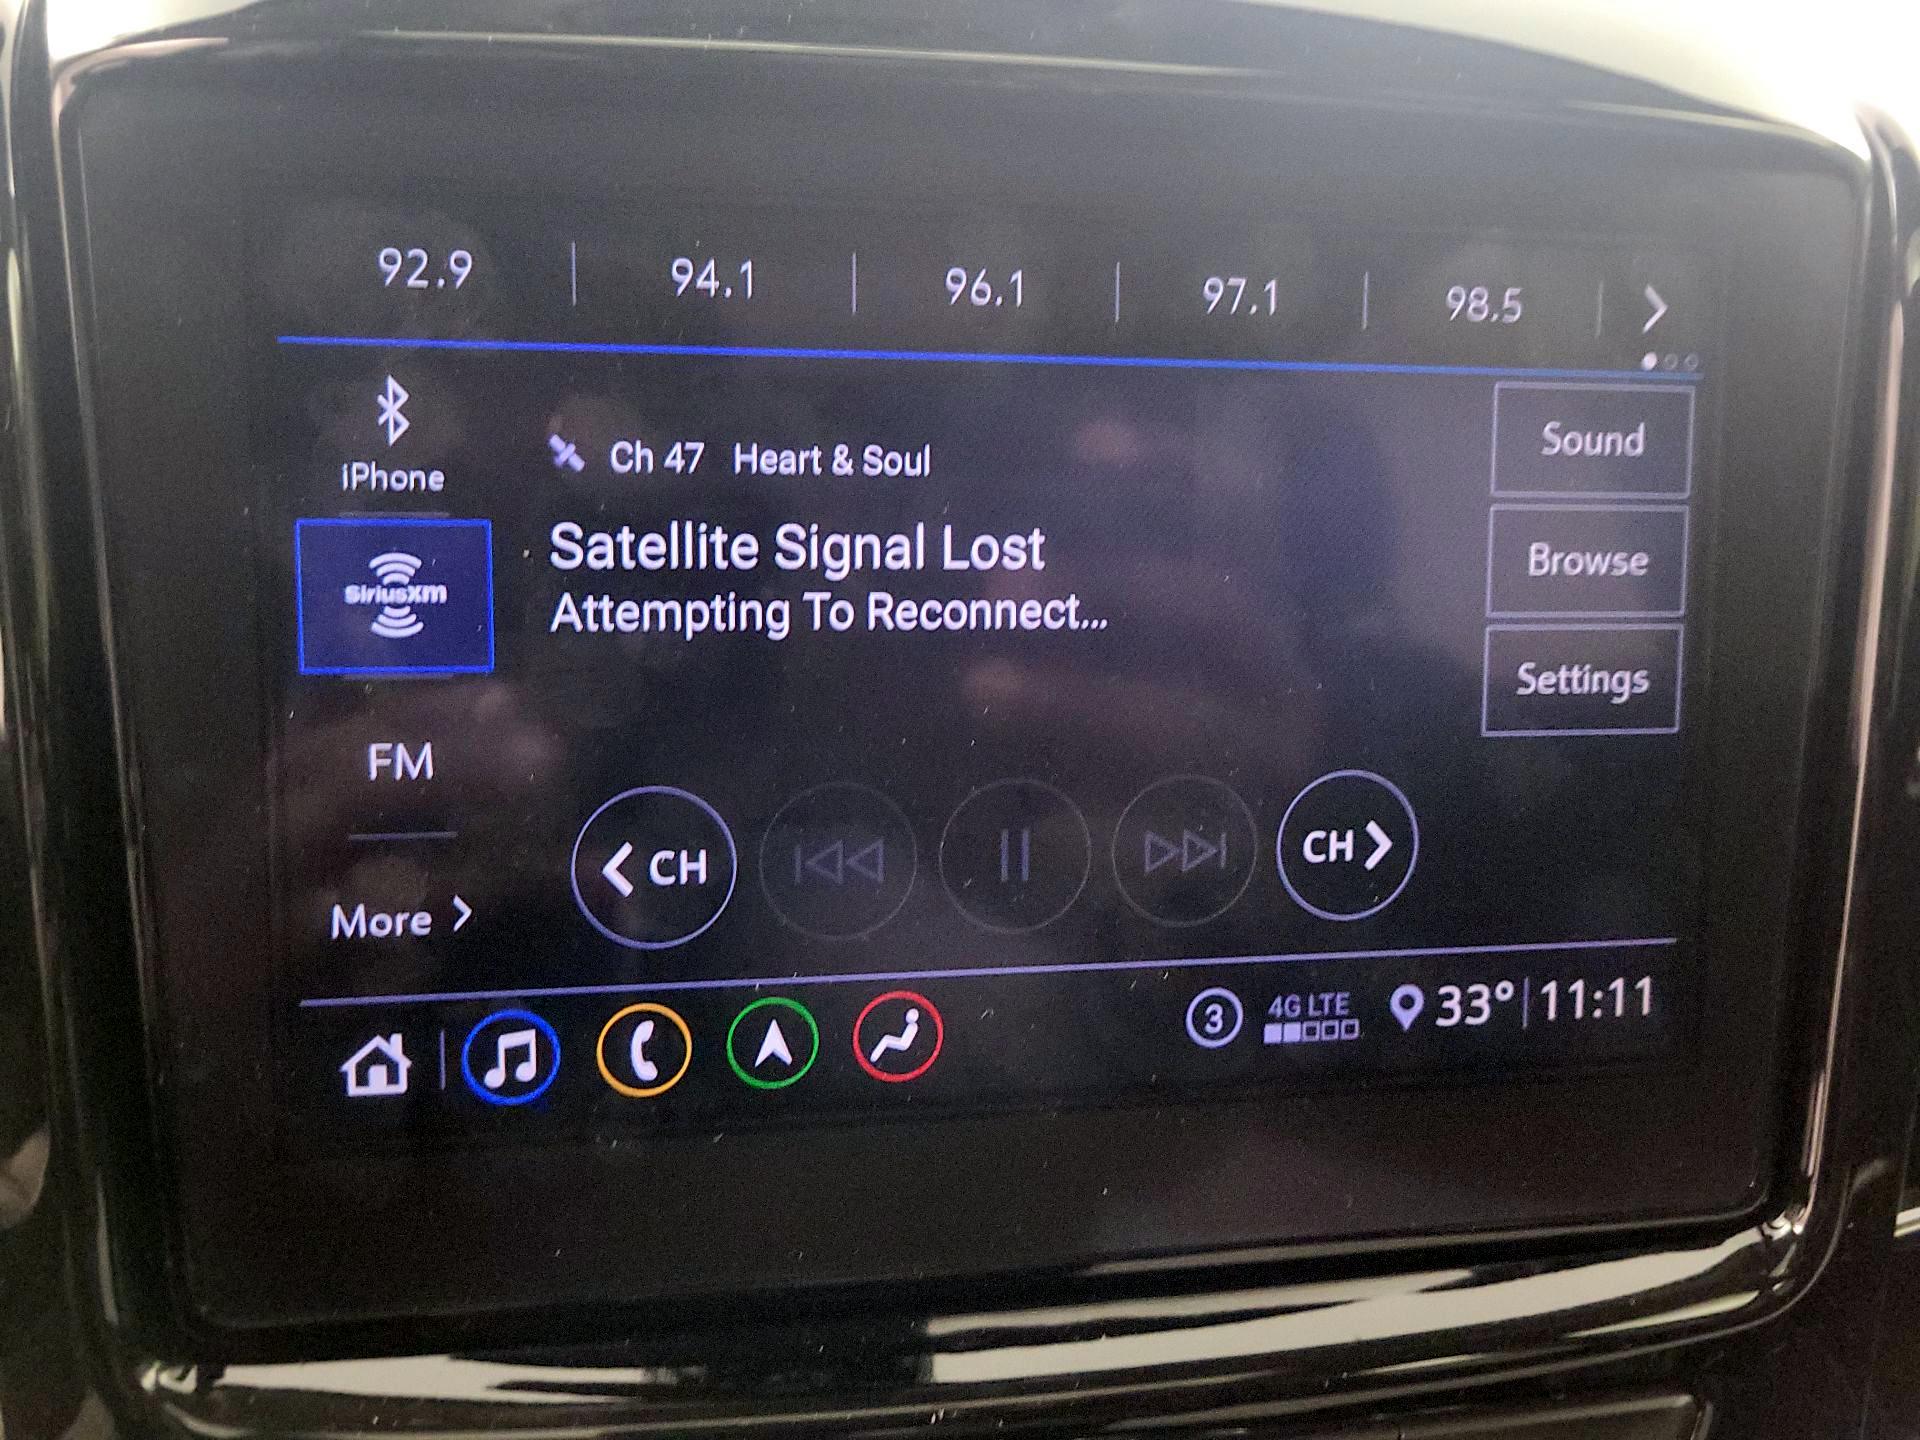 92.9 94.1 96.1 97.1 98.5
iPhone
Ch 47 Heart & Soul
Sound
Satellite Signal Lost
Browse
SiriusXM
Attempting To Reconnect...
Settings
FM
CH CH
More
3 4G LTE 33° 11:11